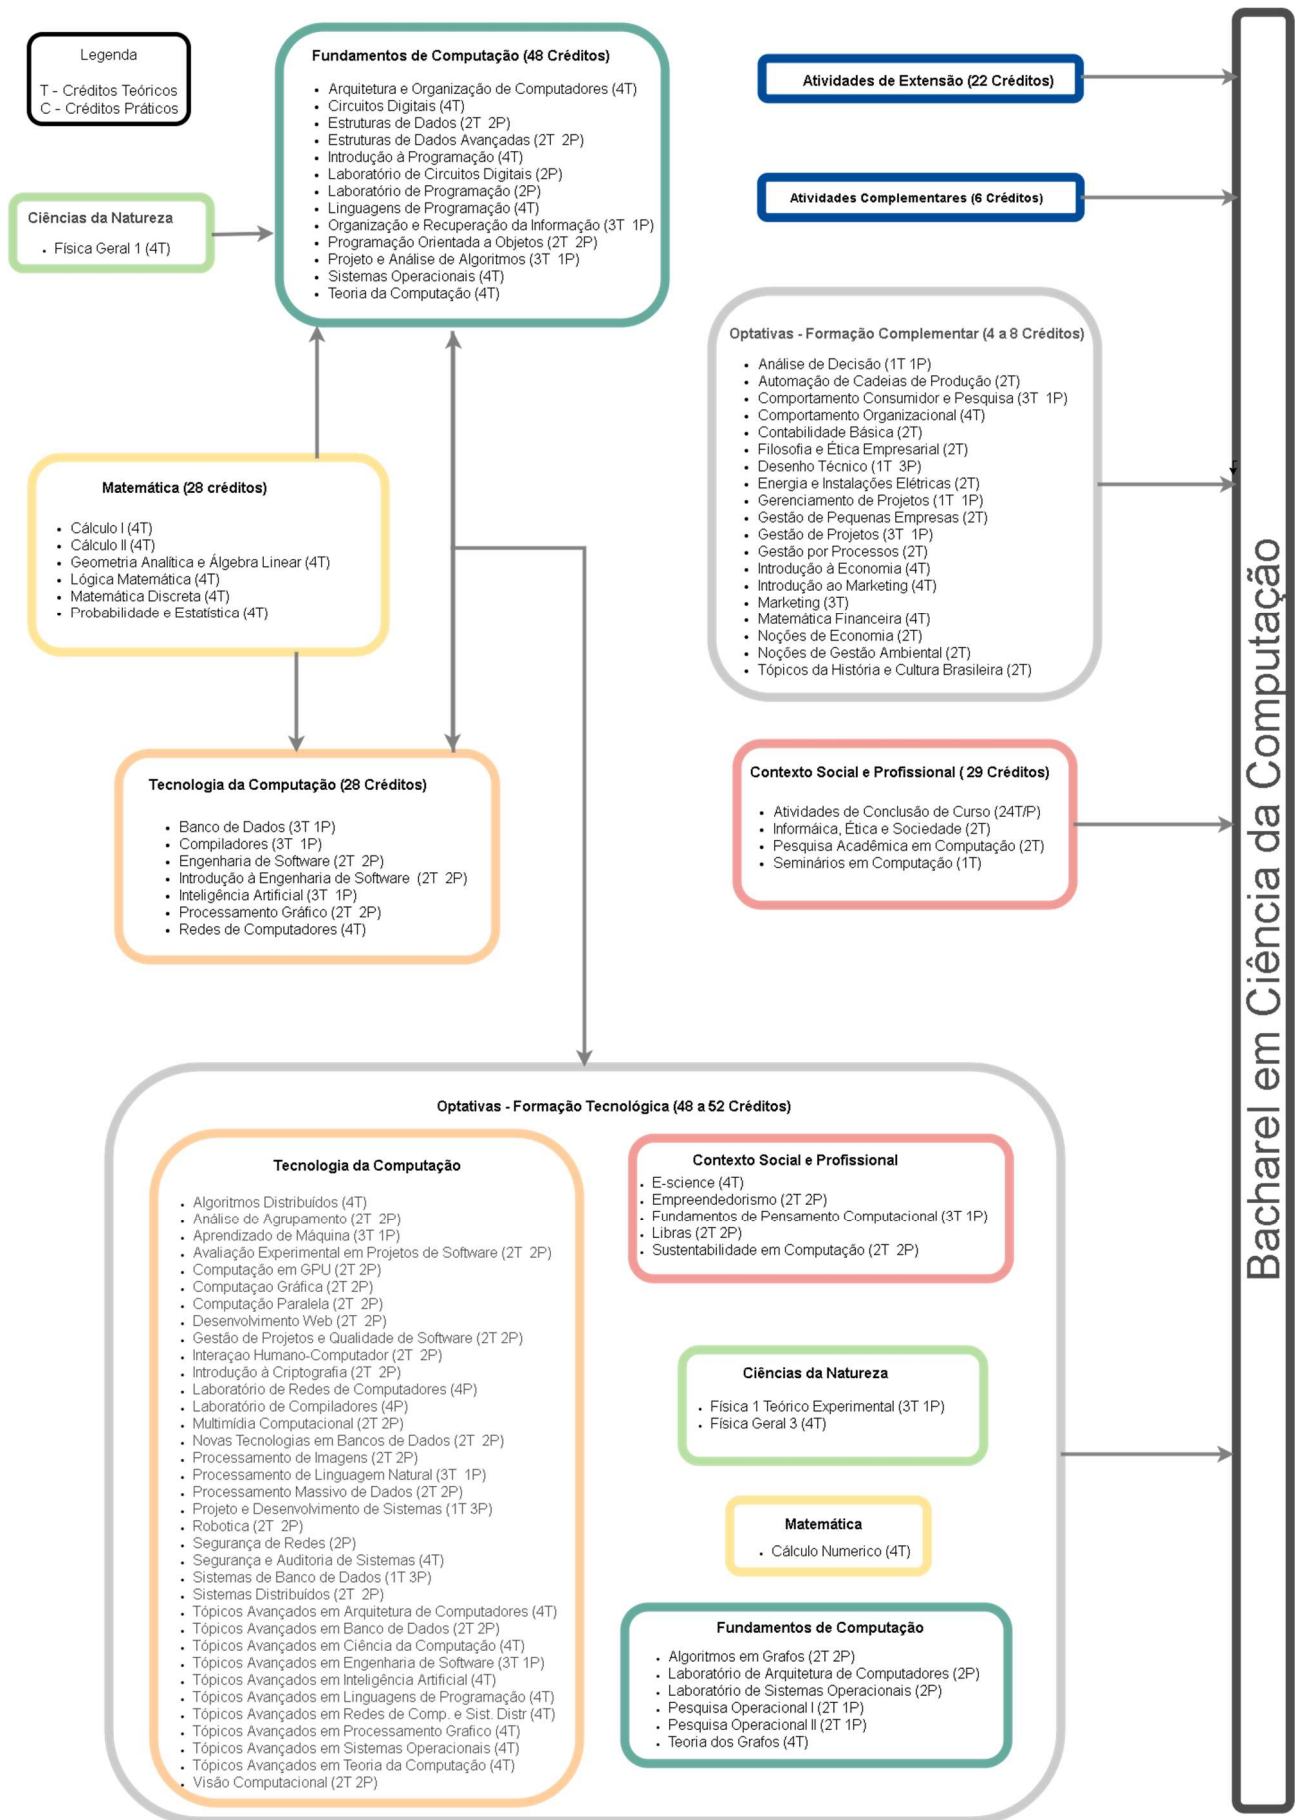 Legenda
T - Créditos Teóricos
C - Créditos Práticos
Ciências da Natureza
Física Geral 1 (4T)
Fundamentos de Computação (48 Créditos)
Arquitetura e Organização de Computadores (4T)
Circuitos Digitais (4T)
Estruturas de Dados (2T 2P)
Estruturas de Dados Avançadas (2T 2P)
Introdução à Programação (4T)
Laboratório de Circuitos Digitais (2P)
Laboratório de Programação (2P)
Linguagens de Programação (4T)
Organização e Recuperação da Informação (3T 1P)
Programação Orientada a Objetos (2T 2P)
Projeto e Análise de Algoritmos (3T 1P)
Sistemas Operacionais (4T)
Teoria da Computação (4T)
Matemática (28 créditos)
Cálculo I (4T)
Cálculo II (4T)
Geometria Analítica e Álgebra Linear (4T)
Lógica Matemática (4T)
Matemática Discreta (4T)
Probabilidade e Estatística (4T)
Tecnologia da Computação (28 Créditos)
Banco de Dados (3T 1P)
Compiladores (3T 1P)
Engenharia de Software (2T 2P)
Introdução à Engenharia de Software (2T 2P)
Inteligência Artificial (3T 1P)
Processamento Gráfico (2T 2P)
Redes de Computadores (4T)
Atividades de Extensão (22 Créditos)
Atividades Complementares (6 Créditos)
Optativas - Formação Complementar (4 a 8 Créditos)
Análise de Decisão (1T 1P)
Automação de Cadeias de Produção (2T)
Comportamento Consumidor e Pesquisa (3T 1P)
Comportamento Organizacional (4T)
Contabilidade Básica (2T)
Filosofia e Ética Empresarial (2T)
Desenho Técnico (1T 3P)
Energia e Instalações Elétricas (2T)
Gerenciamento de Projetos (1T 1P)
Gestão de Pequenas Empresas (2T)
Gestão de Projetos (3T 1P)
Gestão por Processos (2T)
Introdução à Economia (4T)
Introdução ao Marketing (4T)
Marketing (3T)
Matemática Financeira (4T)
Noções de Economia (2T)
Noções de Gestão Ambiental (2T)
Tópicos da História e Cultura Brasileira (2T)
Contexto Social e Profissional ( 29 Créditos)
Atividades de Conclusão de Curso (24T/P)
Informáica, Ética e Sociedade (2T)
Pesquisa Acadêmica em Computação (2T)
Seminários em Computação (1T)
Optativas - Formação Tecnológica (48 a 52 Créditos)
Tecnologia da Computação
Algoritmos Distribuídos (4T)
Análise de Agrupamento (2T 2P)
Aprendizado de Máquina (3T 1P)
Avaliação Experimental em Projetos de Software (2T 2P)
Computação em GPU (2T 2P)
Computaçao Gráfica (2T 2P)
Computação Paralela (2T 2P)
Desenvolvimento Web (2T 2P)
Gestão de Projetos e Qualidade de Software (2T 2P)
Interaçao Humano-Computador (2T 2P)
Introdução à Criptografia (2T 2P)
Laboratório de Redes de Computadores (4P)
Laboratório de Compiladores (4P)
Multimídia Computacional (2T 2P)
Novas Tecnologias em Bancos de Dados (2T 2P)
Processamento de Imagens (2T 2P)
Processamento de Linguagem Natural (3T 1P)
Processamento Massivo de Dados (2T 2P)
Projeto e Desenvolvimento de Sistemas (1T 3P)
Robotica (2T 2P)
Segurança de Redes (2P)
Segurança e Auditoria de Sistemas (4T)
Sistemas de Banco de Dados (1T 3P)
Sistemas Distribuídos (2T 2P)
Tópicos Avançados em Arquitetura de Computadores (4T)
Tópicos Avançados em Banco de Dados (2T 2P)
Tópicos Avançados em Ciência da Computação (4T)
Tópicos Avançados em Engenharia de Software (3T 1P)
Tópicos Avançados em Inteligência Artificial (4T)
Tópicos Avançados em Linguagens de Programação (4T)
Tópicos Avançados em Redes de Comp. e Sist. Distr (4T)
Tópicos Avançados em Processamento Grafico (4T)
Tópicos Avançados em Sistemas Operacionais (4T)
Tópicos Avançados em Teoria da Computação (4T)
Visão Computacional (2T 2P)
Contexto Social e Profissional
E-science (4T)
Empreendedorismo (2T 2P)
Fundamentos de Pensamento Computacional (3T 1P)
Libras (2T 2P)
Sustentabilidade em Computação (2T 2P)
Ciências da Natureza
Física 1 Teórico Experimental (3T 1P)
Física Geral 3 (4T)
Matemática
Cálculo Numerico (4T)
Fundamentos de Computação
Algoritmos em Grafos (2T 2P)
Laboratório de Arquitetura de Computadores (2P)
Laboratório de Sistemas Operacionais (2P)
Pesquisa Operacional I (2T 1P)
Pesquisa Operacional II (2T 1P)
Teoria dos Grafos (4T)
Bacharel em Ciência da Computação